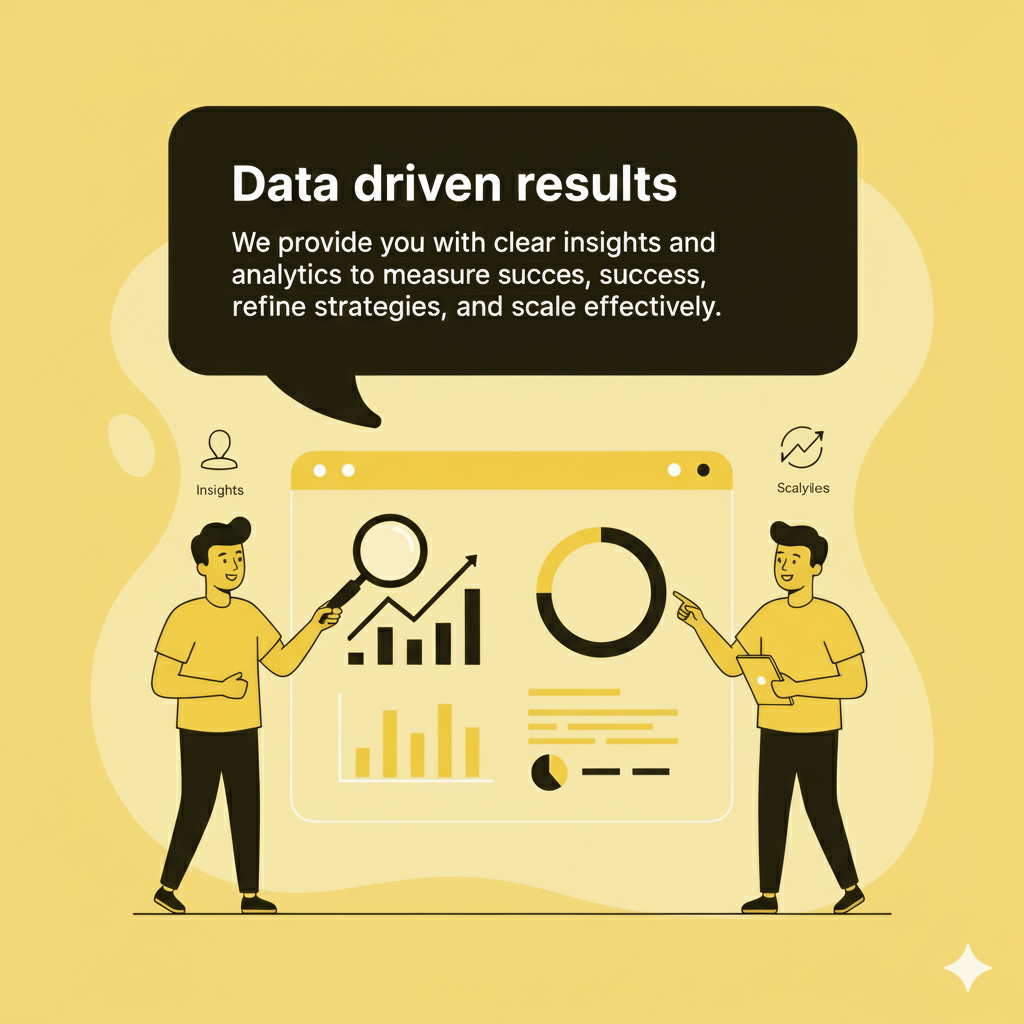 Data driven results
We provide you with clear insights and
analytics to measure succes, success,
refine strategies, and scale effectively.
Insights
Scalylles